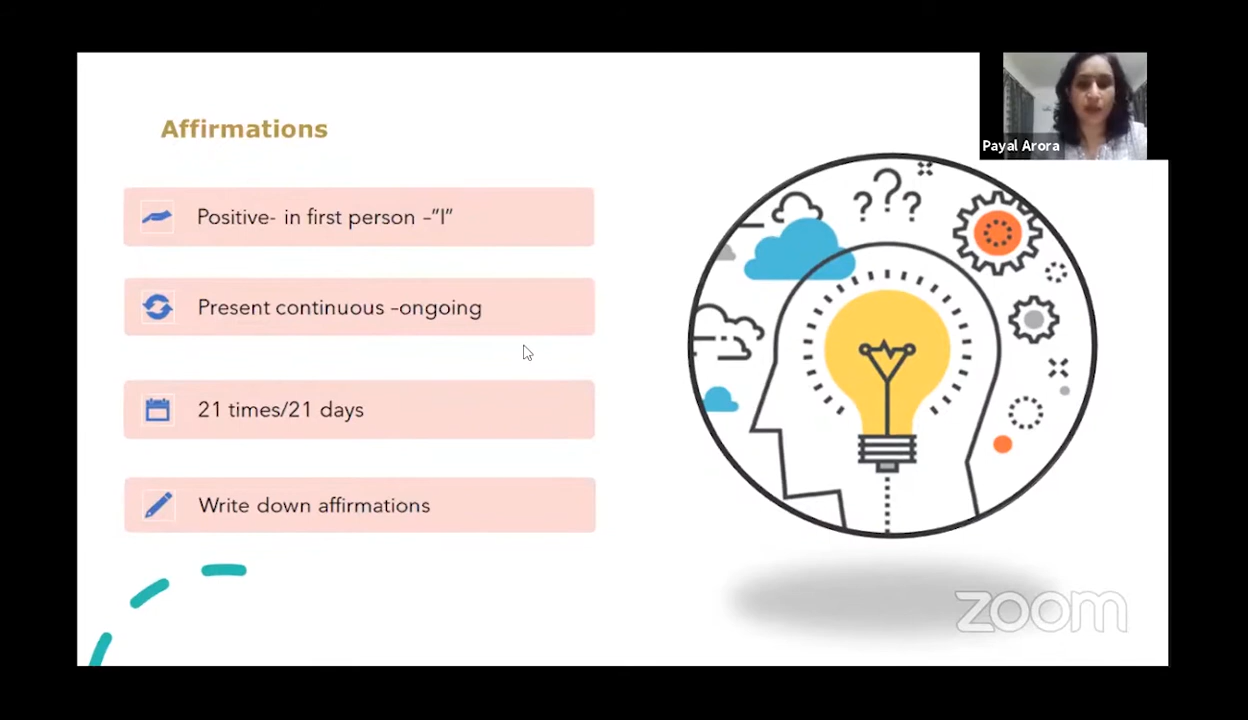 Affirmations
Payal Arora
Positive- in first person –”I”
Present continuous –ongoing
21 times/21 days
Write down affirmations
zoom